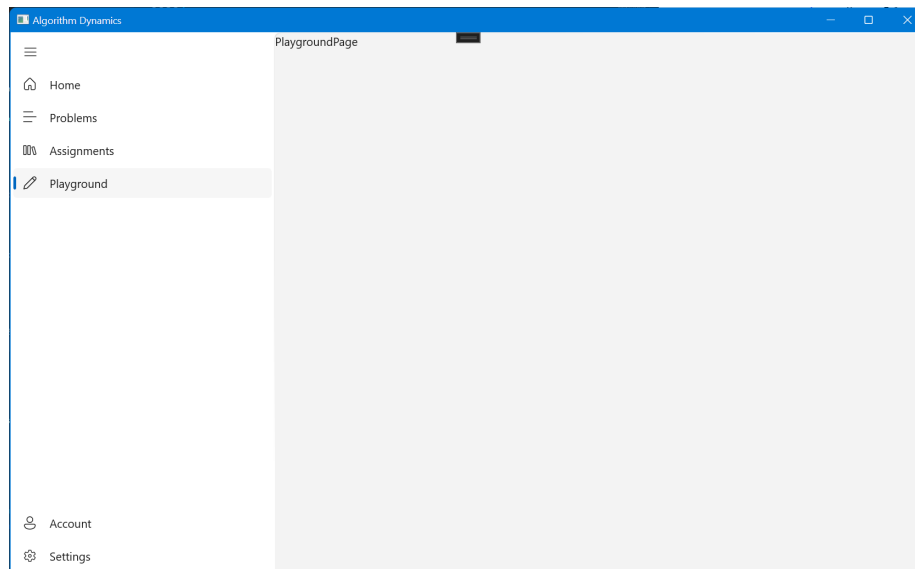 Algorithm Dynamics
PlaygroundPage
Home
Problems
Assignments
Playground
Account
Settings